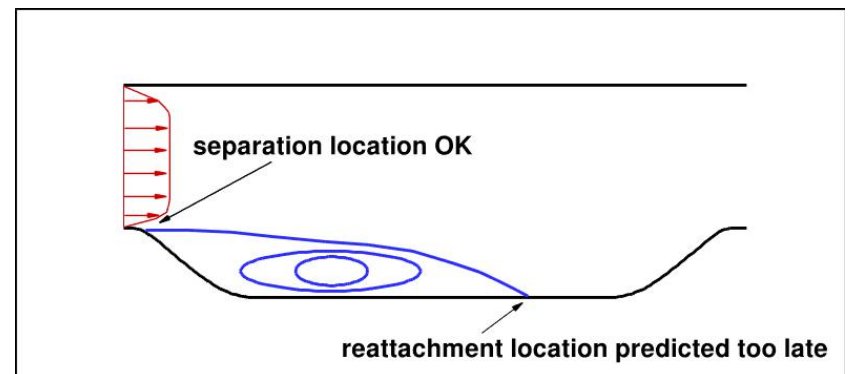 separation location OK
reattachment location predicted too late